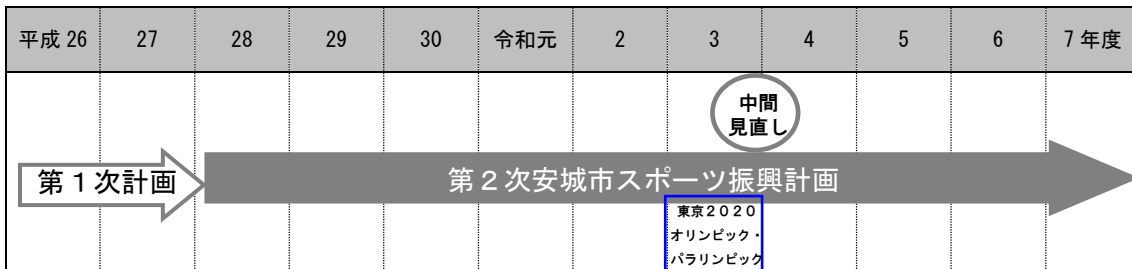 平成 26 27 28 29 30 令和元 2 3 4 5 6 7 年度
中間
見直し
第１次計画 第２次安城市スポーツ振興計画
東京２０２０
オリンピック・
パラリンピック